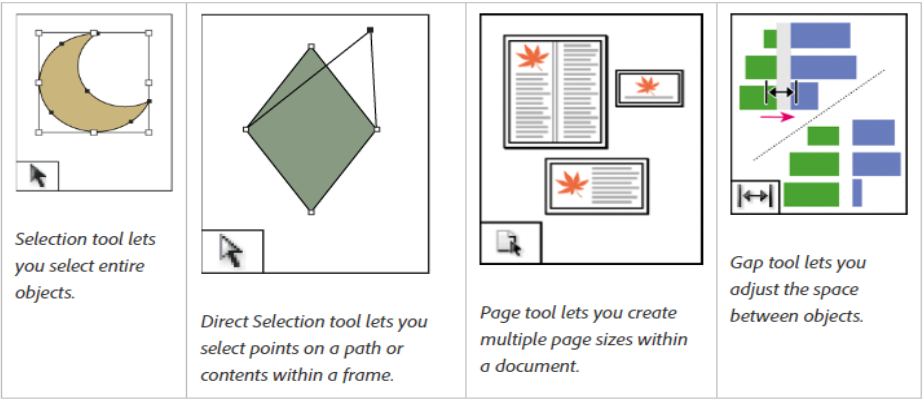 Selection tool lets
you select entire
objects.
Direct Selection tool lets you
select points on a path or
contents within a frame.
Page tool lets you create
multiple page sizes within
a document.
Gap tool lets you
adjust the space
between objects.